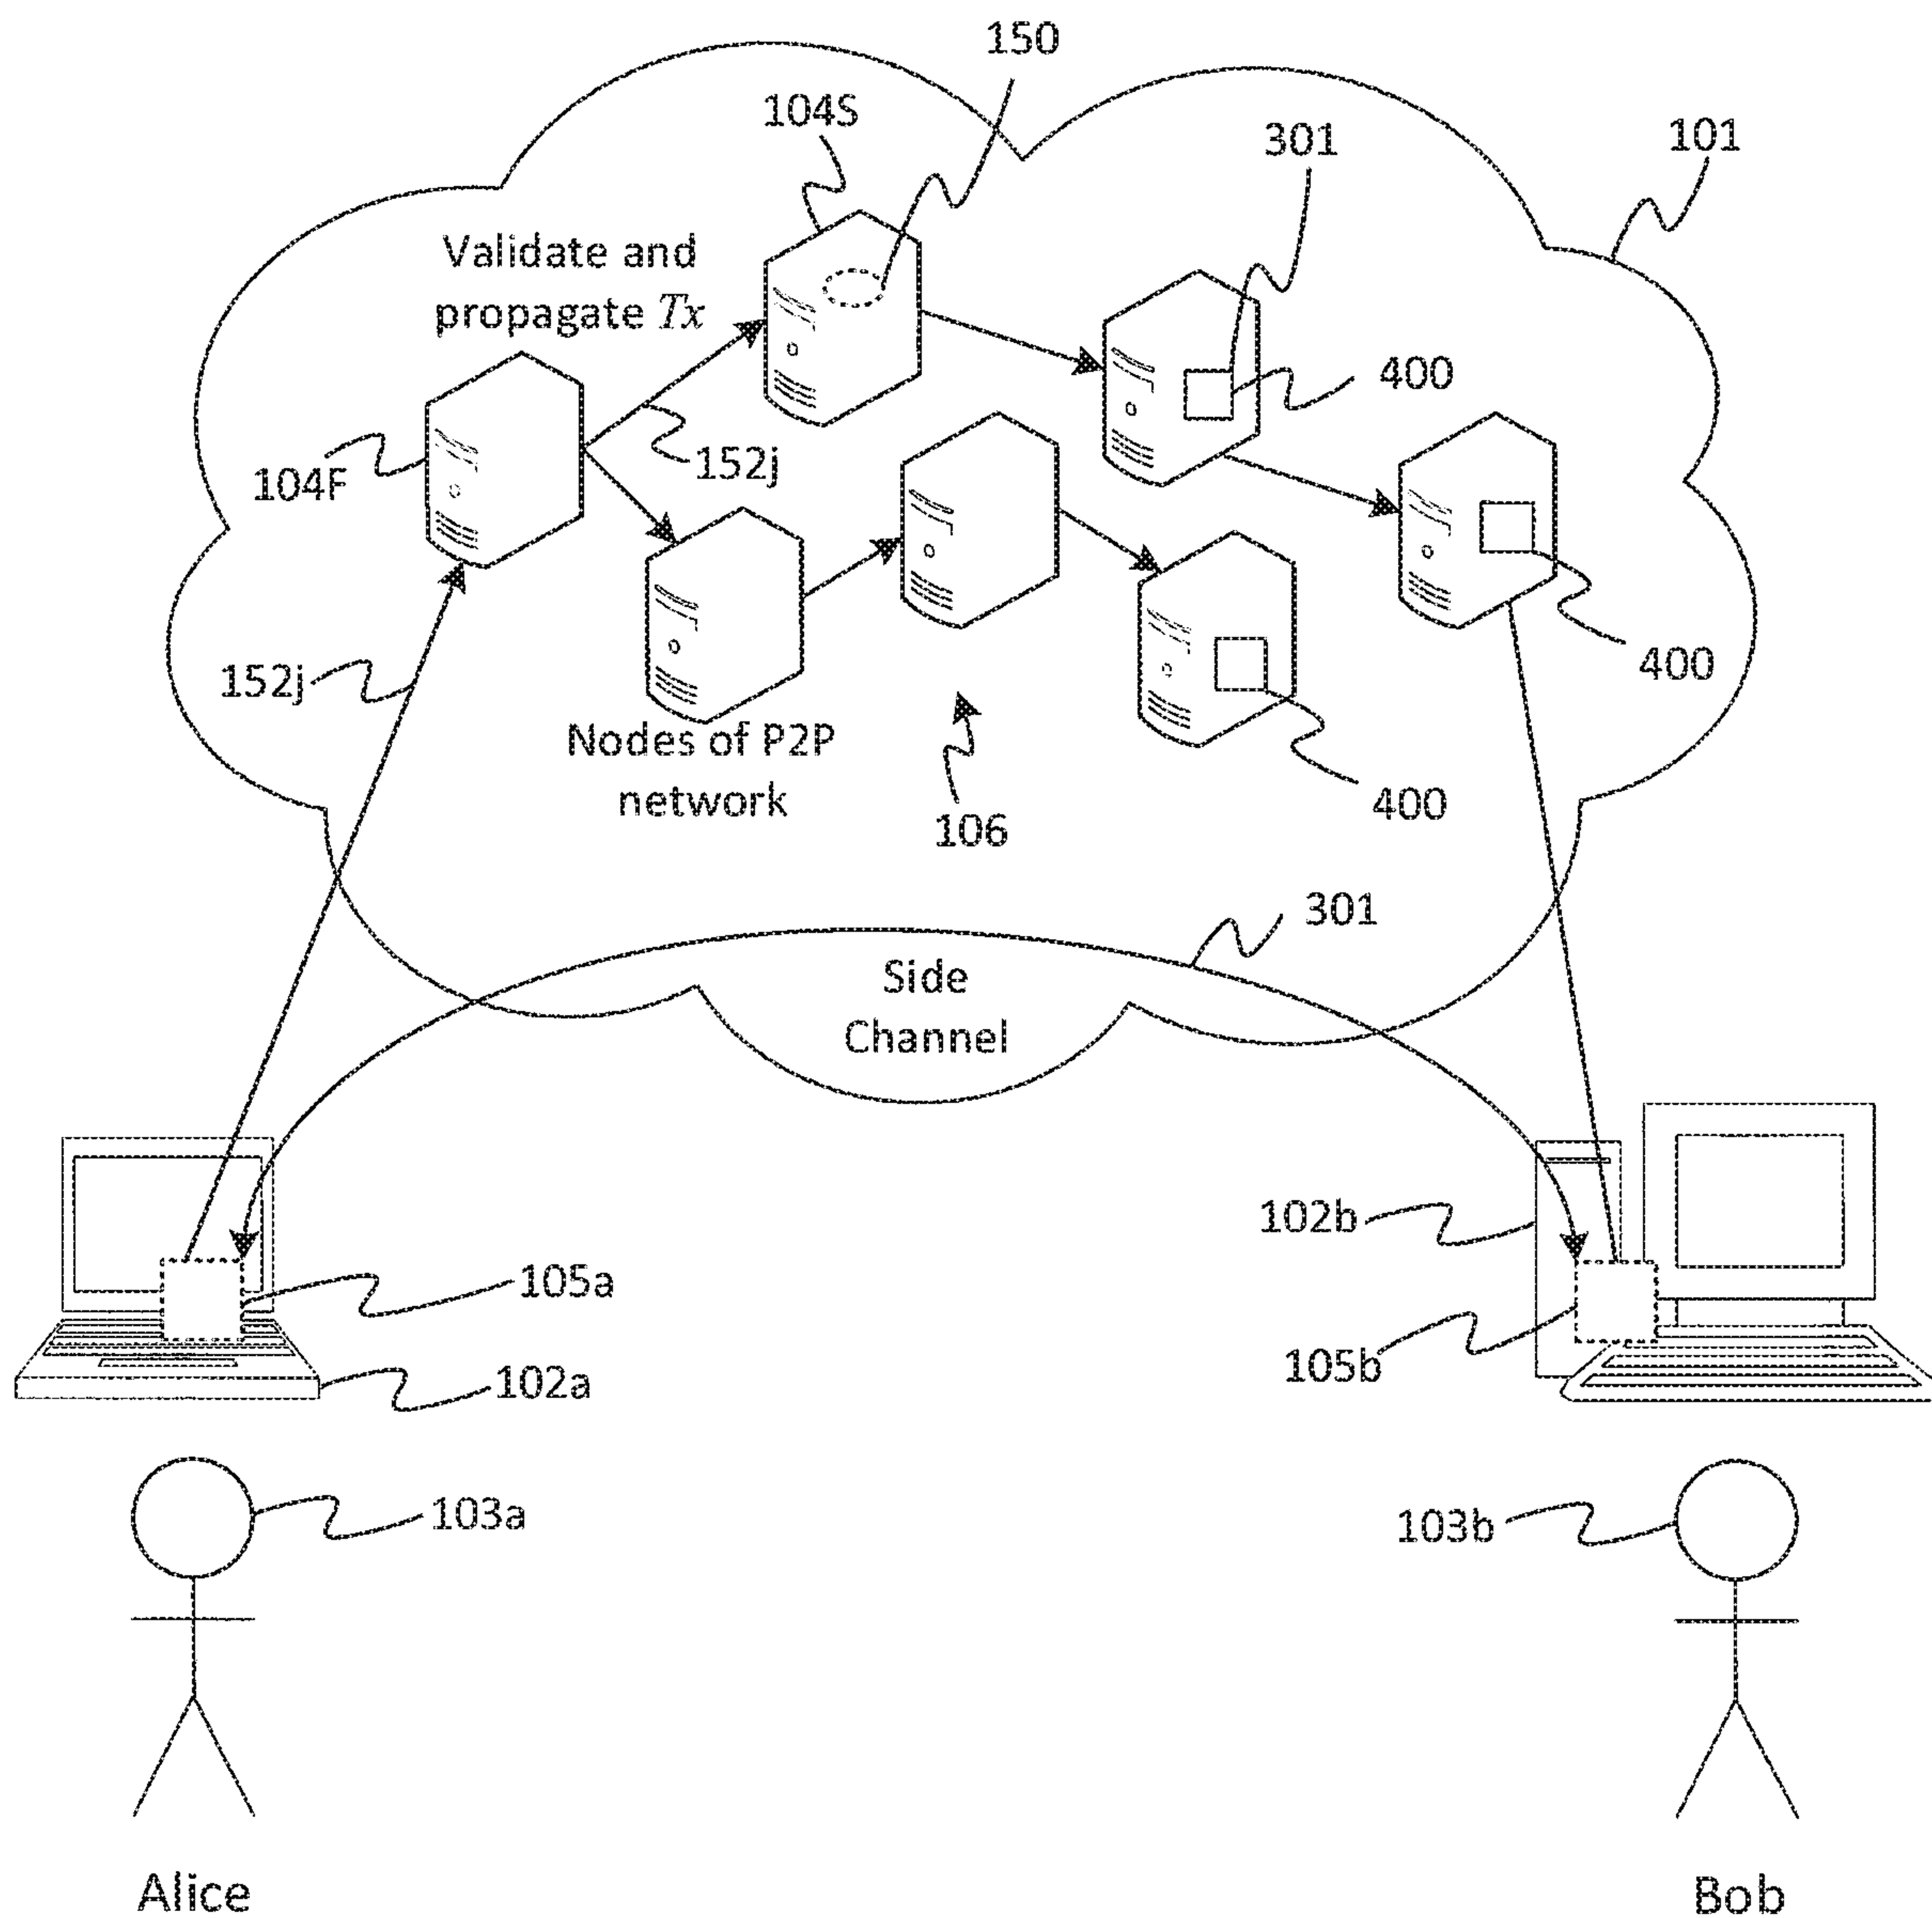 150
104S
301
101
Validate and
propagate Tx
400
152j
104F
400
152j
Nodes of P2P
network
400
106
301
Side
Channel
102b
105a
105b
102a
103a
103b
Alice
Bob